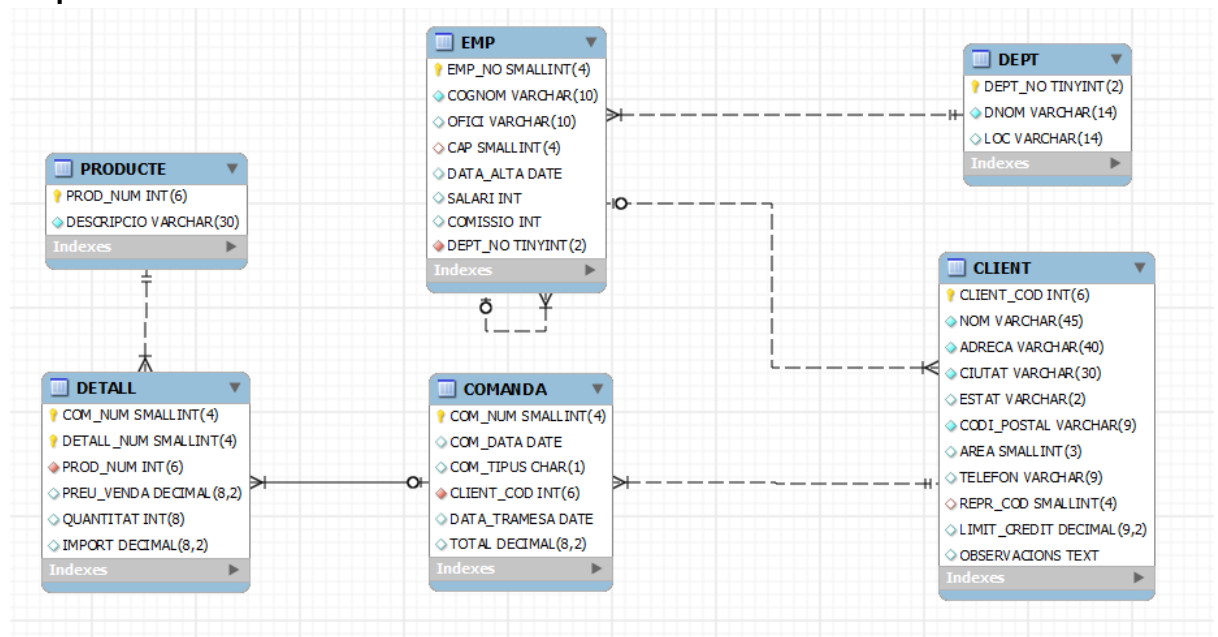 EMP
EMP_NO SMALLINT(4)
COGNOM VARCHAR(10)
OFICI VARCHAR(10)
CAP SMALLINT(4)
DATA_ALTA DATE
SALARI INT
COMISSIO INT
DEPT_NO TINYINT(2)
Indexes
DEPT
DEPT_NO TINYINT(2)
DNOM VARCHAR(14)
LOC VARCHAR(14)
Indexes
PRODUCTE
PROD_NUM INT(6)
DESCRIPCIO VARCHAR(30)
Indexes
CLIENT
CLIENT_COD INT(6)
NOM VARCHAR(45)
ADRECA VARCHAR(40)
CIUTAT VARCHAR(30)
ESTAT VARCHAR(2)
CODI_POSTAL VARCHAR(9)
AREA SMALLINT(3)
TELEFON VARCHAR(9)
REPR_COD SMALLINT(4)
LIMIT_CREDIT DECIMAL(9,2)
OBSERVACIONS TEXT
Indexes
DETALL
COM_NUM SMALLINT(4)
DETALL_NUM SMALLINT(4)
PROD_NUM INT(6)
PREU_VENDA DECIMAL(8,2)
QUANTITAT INT(8)
IMPORT DECIMAL(8,2)
Indexes
COMANDA
COM_NUM SMALLINT(4)
COM_DATA DATE
COM_TIPUS CHAR(1)
CLIENT_COD INT(6)
DATA_TRAMESA DATE
TOTAL DECIMAL(8,2)
Indexes